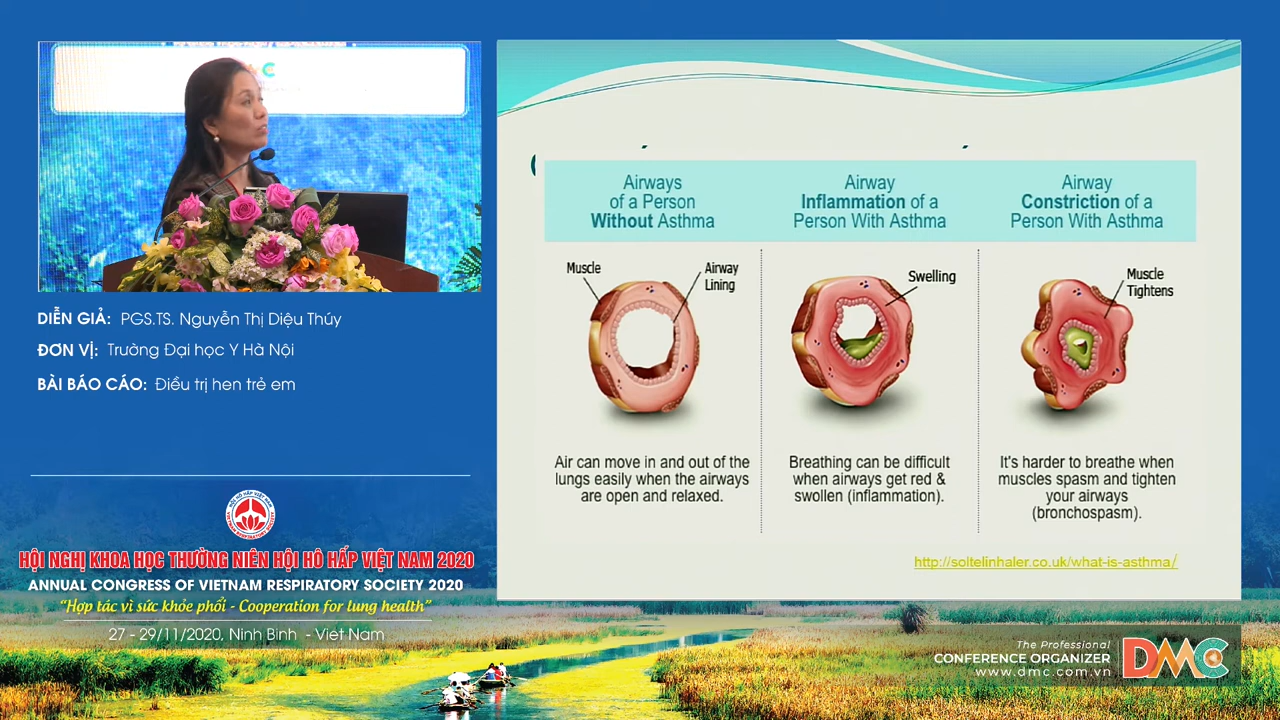 DIỄN GIẢ: PGS.TS. Nguyễn Thị Diệu Thúy
ĐƠN VỊ: Trường Đại học Y Hà Nội
BÀI BÁO CÁO: Điều trị hen trẻ em
HỘI NGHỊ KHOA HỌC THƯỜNG NIÊN HỘI HÔ HẤP VIỆT NAM 2020
ANNUAL CONGRESS OF VIETNAM RESPIRATORY SOCIETY 2020
“Hợp tác vì sức khỏe phổi - Cooperation for lung health”
27 - 29/11/2020, Ninh Bình - Viet Nam
Airways
of a Person
Without Asthma
Airway
Inflammation of a
Person With Asthma
Airway
Constriction of a
Person With Asthma
Muscle
Airway
Lining
Swelling
Muscle
Tightens
Air can move in and out of the
lungs easily when the airways
are open and relaxed.
Breathing can be difficult
when airways get red &
swollen (inflammation).
It's harder to breathe when
muscles spasm and tighten
your airways
(bronchospasm).
http://soltelinhaler.co.uk/what-is-asthma/
The Professional
CONFERENCE ORGANIZER
www.dmc.com.vn
DMC